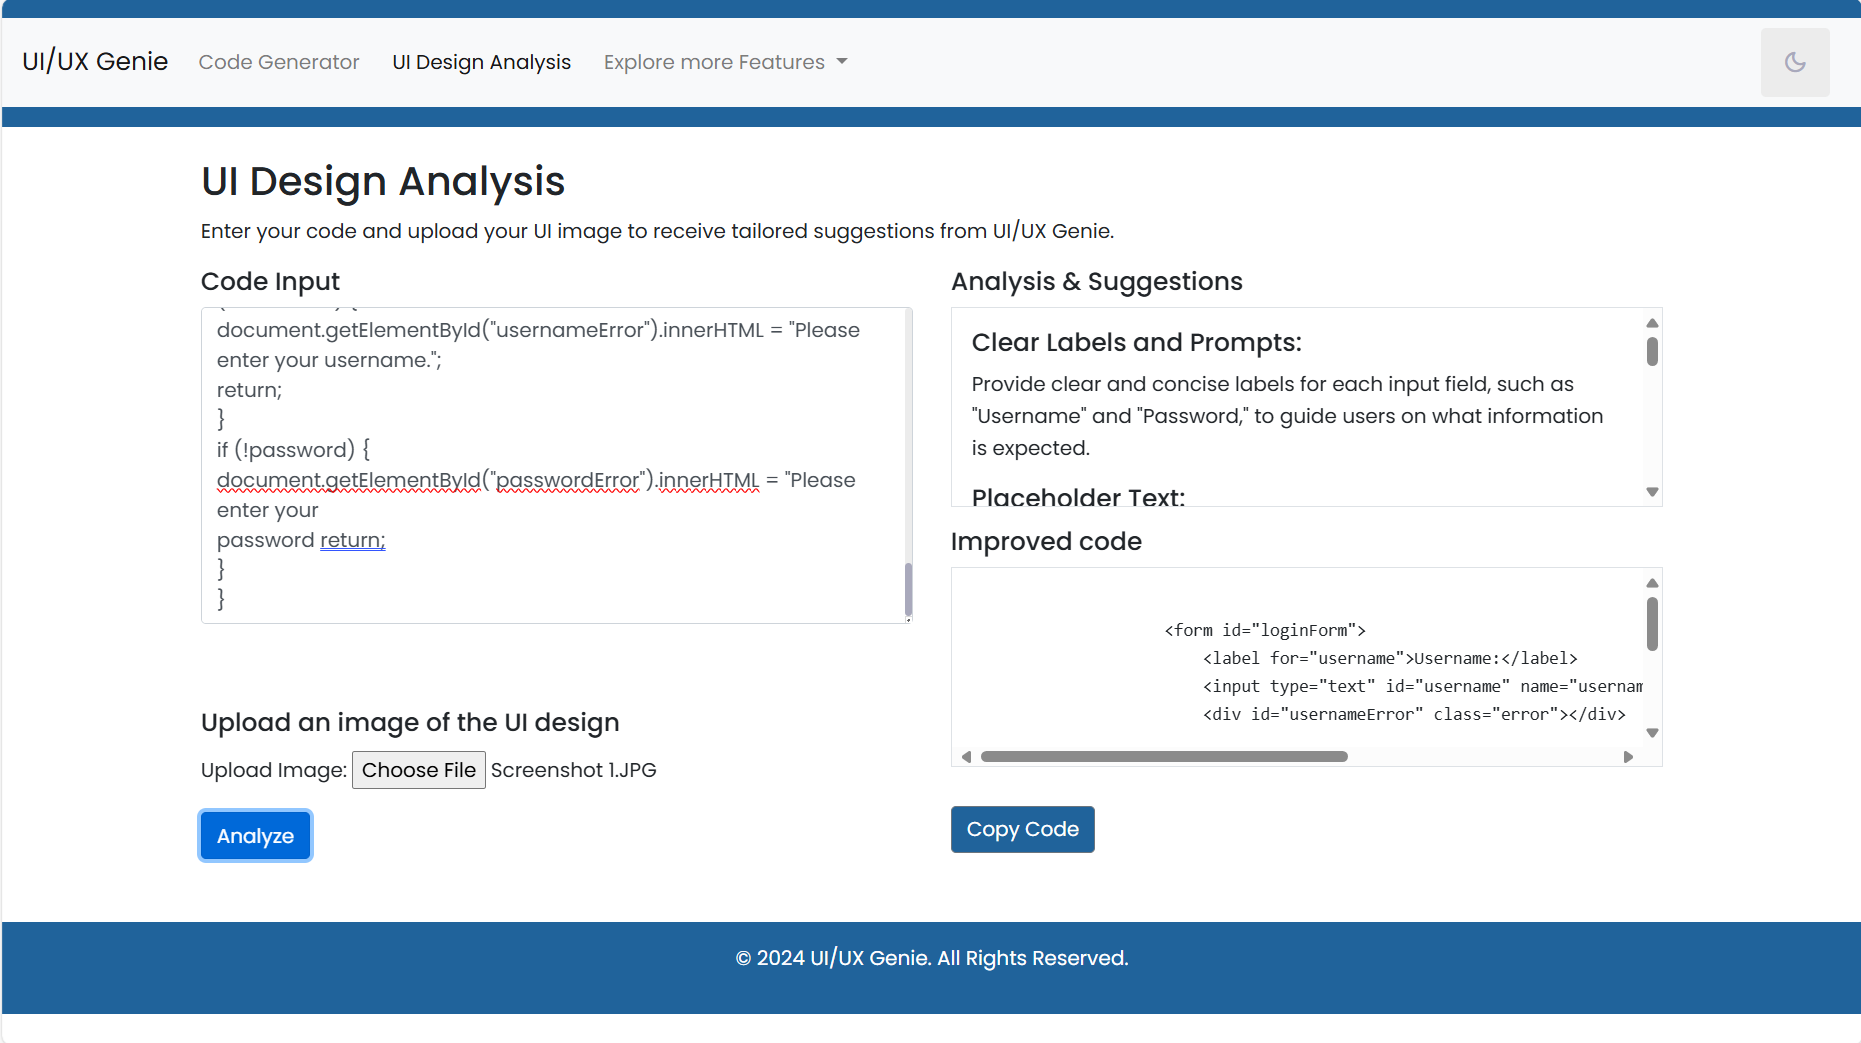 UI/UX Genie
Code Generator
UI Design Analysis
Explore more Features
UI Design Analysis
Enter your code and upload your UI image to receive tailored suggestions from UI/UX Genie.
Code Input
document.getElementById("usernameError").innerHTML = "Please
enter your username.";
return;
}
if (!password) {
document.getElementById("passwordError").innerHTML = "Please
enter your
password return;
}
}
Upload an image of the UI design
Upload Image: Choose File Screenshot 1.JPG
Analyze
Analysis & Suggestions
Clear Labels and Prompts:
Provide clear and concise labels for each input field, such as
"Username" and "Password," to guide users on what information
is expected.
Placeholder Text:
Improved code
<form id="loginForm">
<label for="username">Username:</label>
<input type="text" id="username" name="usernam
<div id="usernameError" class="error"></div>
Copy Code
© 2024 UI/UX Genie. All Rights Reserved.